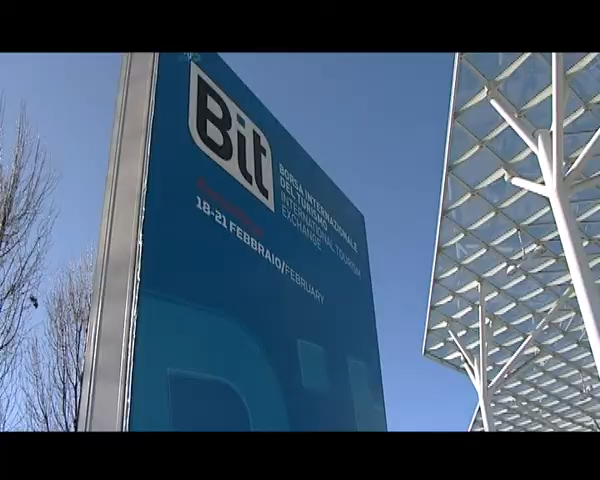 Bit
BORSA INTERNAZIONALE
DEL TURISMO
INTERNATIONAL TOURISM
EXCHANGE
18-21 FEBBRAIO/FEBRUARY